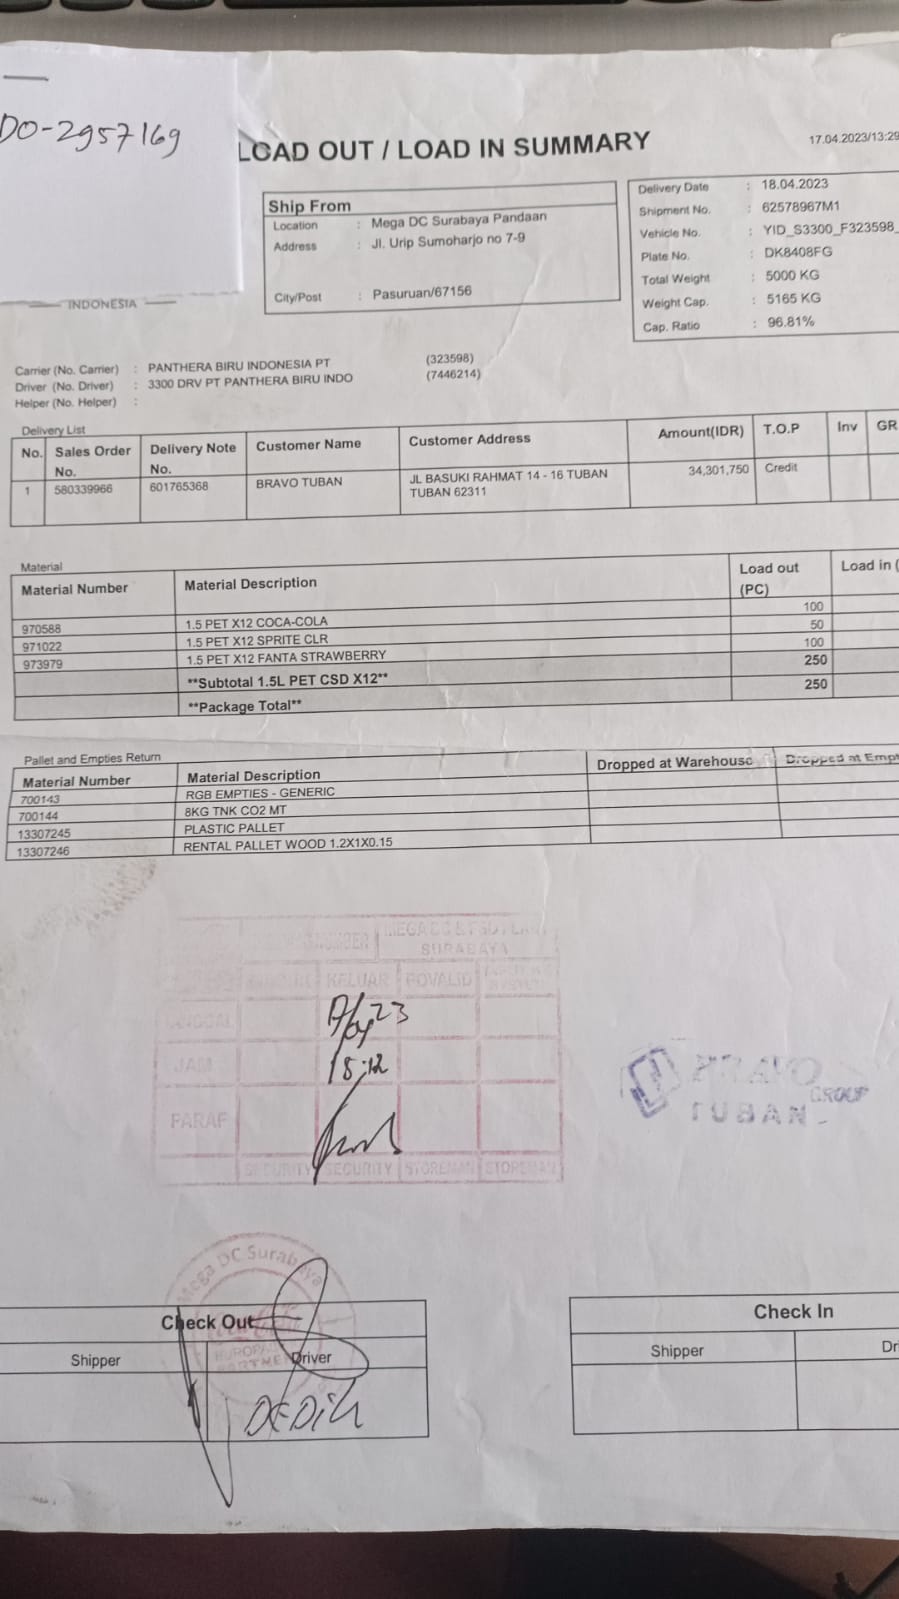 DO-2957169
LOAD OUT / LOAD IN SUMMARY
17.04.2023/13:29
INDONESIA
Ship From
Location : Mega DC Surabaya Pandaan
Address : Jl. Urip Sumoharjo no 7-9
City/Post : Pasuruan/67156
Delivery Date : 18.04.2023
Shipment No. : 62578967M1
Vehicle No. : YID_S3300_F323598_
Plate No. : DK8408FG
Total Weight : 5000 KG
Weight Cap. : 5165 KG
Cap. Ratio : 96.81%
Carrier (No. Carrier) : PANTHERA BIRU INDONESIA PT (323598)
Driver (No. Driver) : 3300 DRV PT PANTHERA BIRU INDO (7446214)
Helper (No. Helper) :
Delivery List
No. Sales Order No. Delivery Note No. Customer Name Customer Address Amount(IDR) T.O.P Inv GR
1 580339966 601765368 BRAVO TUBAN JL BASUKI RAHMAT 14 - 16 TUBAN TUBAN 62311 34,301,750 Credit
Material
Material Number Material Description Load out (PC) Load in (
970588 1.5 PET X12 COCA-COLA 100
971022 1.5 PET X12 SPRITE CLR 50
973979 1.5 PET X12 FANTA STRAWBERRY 100
**Subtotal 1.5L PET CSD X12** 250
**Package Total** 250
Pallet and Empties Return
Material Number Material Description Dropped at Warehouse Dropped at Empt
700143 RGB EMPTIES - GENERIC
700144 8KG TNK CO2 MT
13307245 PLASTIC PALLET
13307246 RENTAL PALLET WOOD 1.2X1X0.15
SURABAYA
KELUAR POVALID
17/04 23
JAM 15:12
PARAF
SECURITY SECURITY STOREMAN STOREMAN
BRAVO GROUP
TUBAN
Mega DC Surabaya
Check Out
Shipper Driver
DEDiK
Check In
Shipper Dr